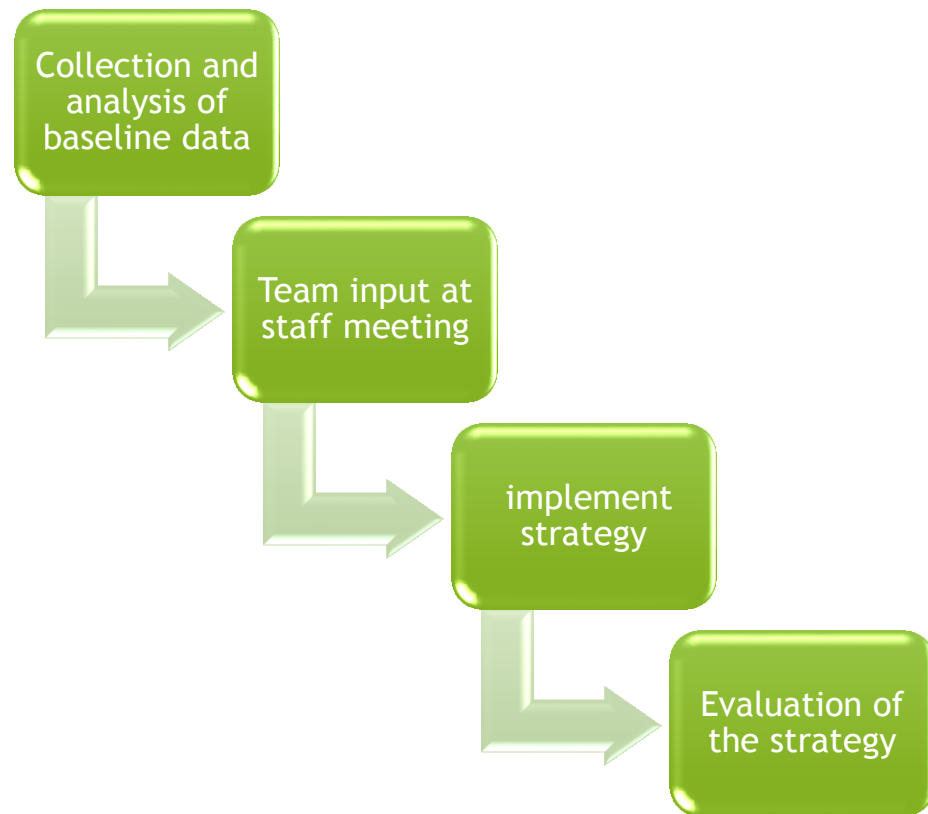 Collection and
analysis of
baseline data
Team input at
staff meeting
implement
strategy
Evaluation of
the strategy